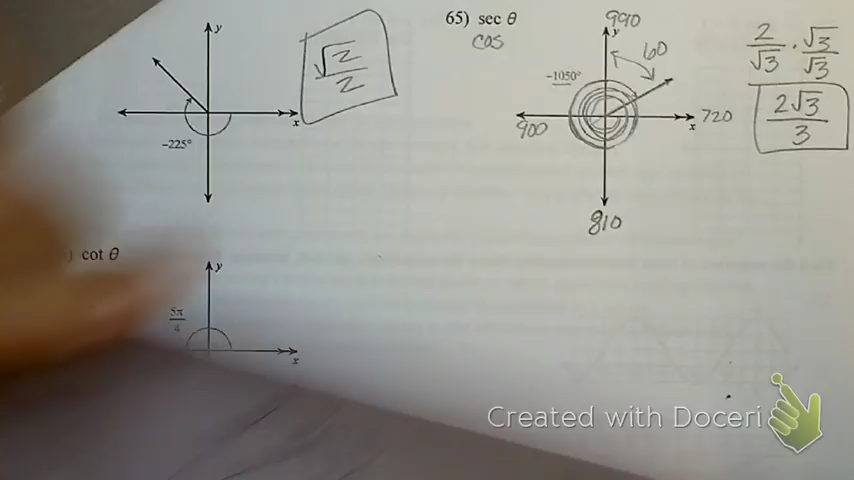 y
x
-225°
√2/2
65) sec θ
cos
990
y
60
-1050°
900
720
x
810
2/√3 · √3/√3
2√3/3
) cot θ
y
5π/4
x
Created with Doceri